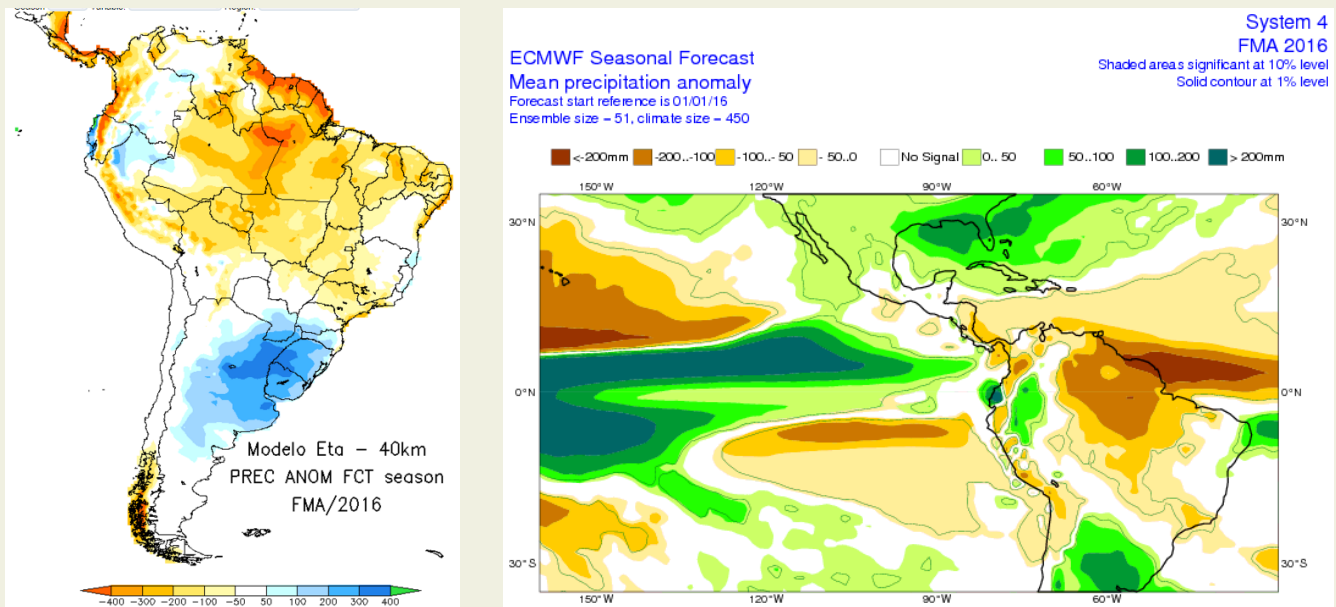 Modelo Eta – 40km
PREC ANOM FCT season
FMA/2016
−400 −300 −200 −100 −50 50 100 200 300 400
System 4
FMA 2016
Shaded areas significant at 10% level
Solid contour at 1% level
ECMWF Seasonal Forecast
Mean precipitation anomaly
Forecast start reference is 01/01/16
Ensemble size = 51, climate size = 450
<-200mm -200..-100 -100..- 50 - 50..0 No Signal 0.. 50 50..100 100..200 > 200mm
150°W 120°W 90°W 60°W
30°N 30°N
0°N 0°N
30°S 30°S
150°W 120°W 90°W 60°W